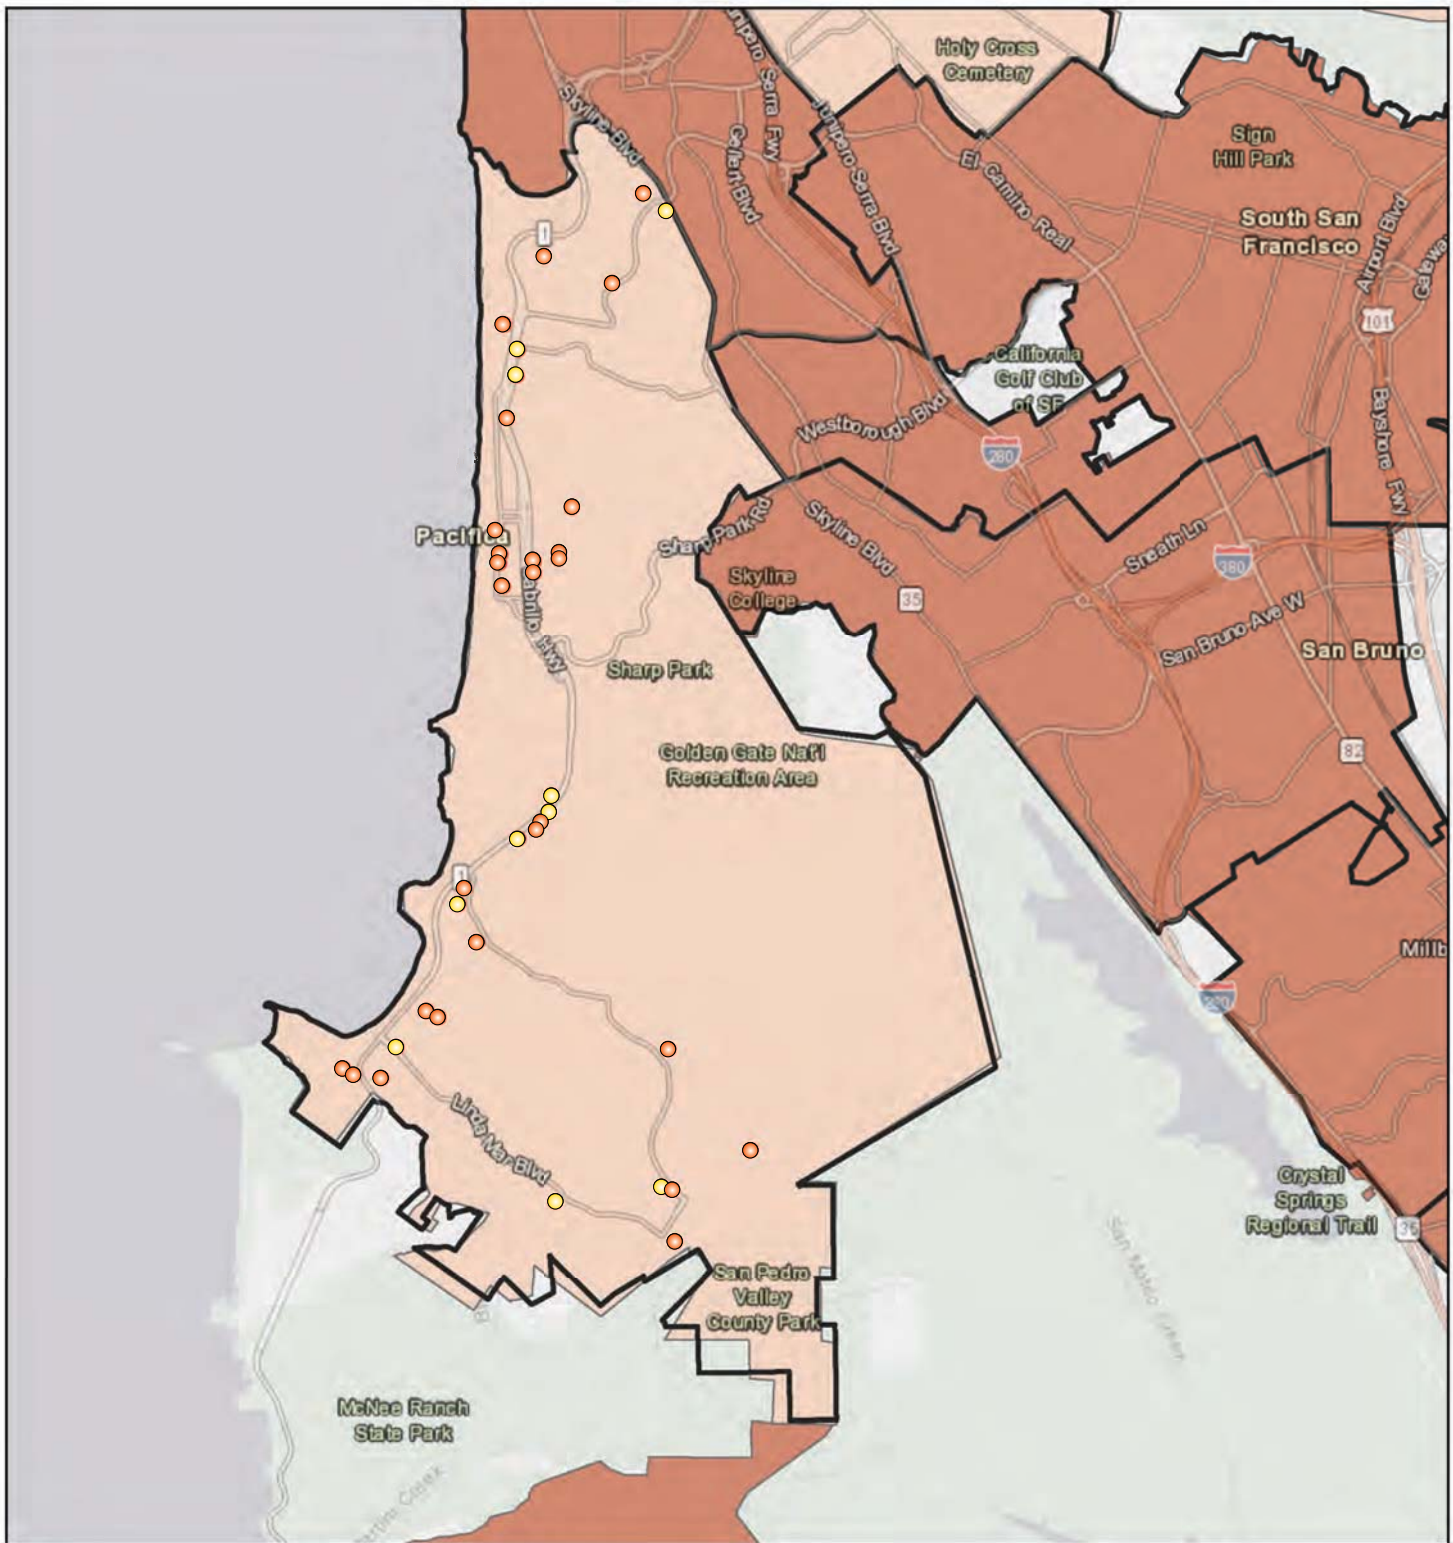 Holy Cross
Cemetery
Skyline Blvd
Junipero Serra Fwy
Gellert Blvd
Junipero Serra Blvd
El Camino Real
Sign
Hill Park
South San
Francisco
Airport Blvd
101
1
California
Golf Club
of SF
Westborough Blvd
280
Bayshore Fwy
Pacifica
Sharp Park Rd
Skyline Blvd
Sneath Ln
380
Skyline
College
35
San Bruno Ave W
San Bruno
Cabrillo Hwy
Sharp Park
82
Golden Gate Nat'l
Recreation Area
1
Millb
Linda Mar Blvd
Crystal
Springs
Regional Trail
35
San Pedro
Valley
County Park
McNee Ranch
State Park
Creek